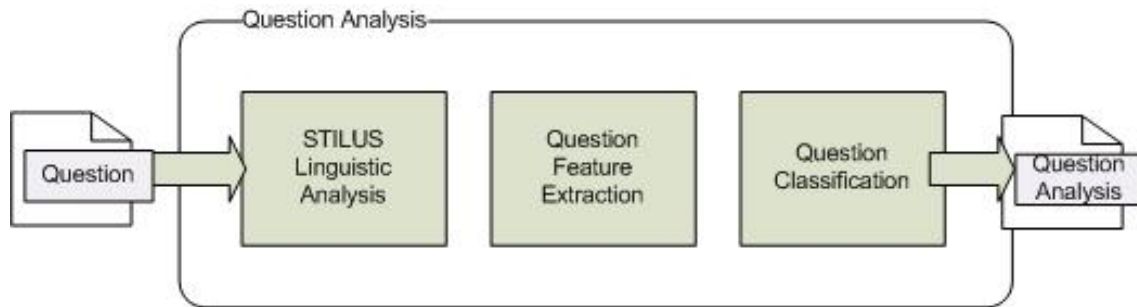 Question Analysis
Question
STILUS
Linguistic
Analysis
Question
Feature
Extraction
Question
Classification
Question
Analysis